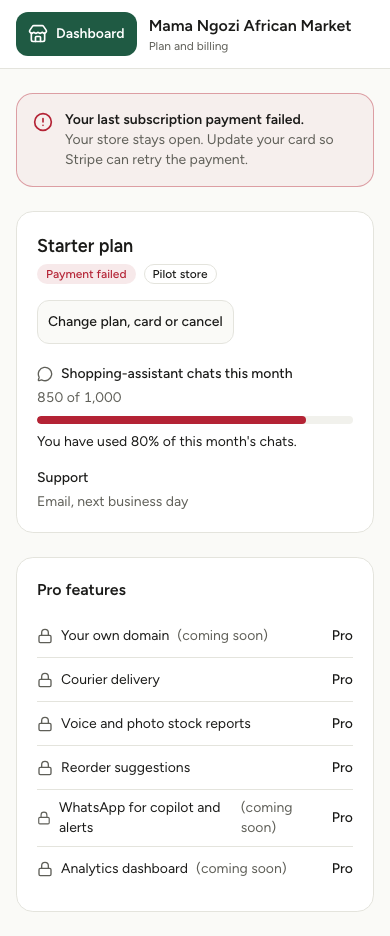 Dashboard
Mama Ngozi African Market
Plan and billing
Your last subscription payment failed.
Your store stays open. Update your card so
Stripe can retry the payment.
Starter plan
Payment failed
Pilot store
Change plan, card or cancel
Shopping-assistant chats this month
850 of 1,000
You have used 80% of this month's chats.
Support
Email, next business day
Pro features
Your own domain (coming soon) Pro
Courier delivery Pro
Voice and photo stock reports Pro
Reorder suggestions Pro
WhatsApp for copilot and
alerts
(coming
soon)
Pro
Analytics dashboard (coming soon) Pro